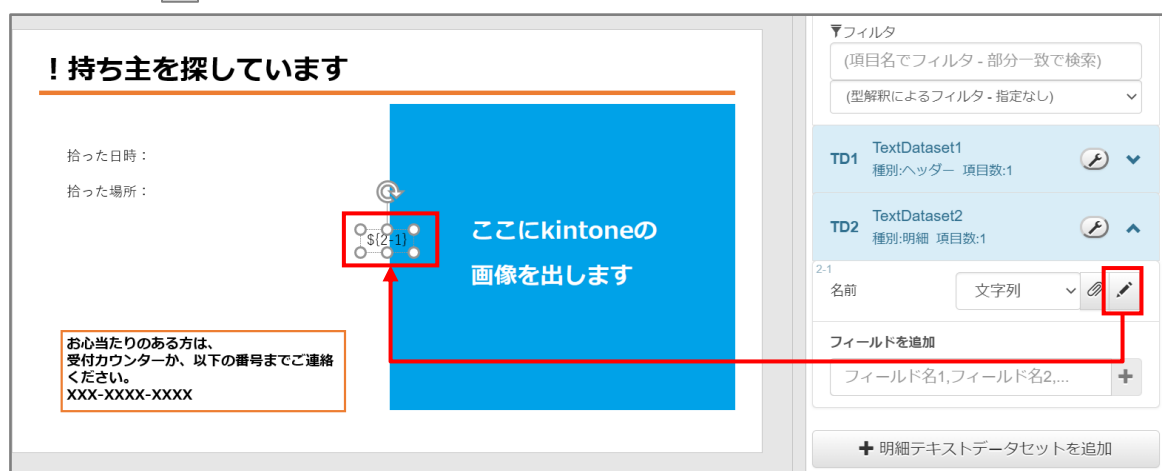 ！持ち主を探しています
拾った日時：
拾った場所：
${2-1}
ここにkintoneの
画像を出します
お心当たりのある方は、
受付カウンターか、以下の番号までご連絡
ください。
XXX-XXXX-XXXX
フィルタ
(項目名でフィルタ - 部分一致で検索)
(型解釈によるフィルタ - 指定なし)
TD1
TextDataset1
種別:ヘッダー 項目数:1
TD2
TextDataset2
種別:明細 項目数:1
2-1
名前
文字列
フィールドを追加
フィールド名1,フィールド名2,...
明細テキストデータセットを追加